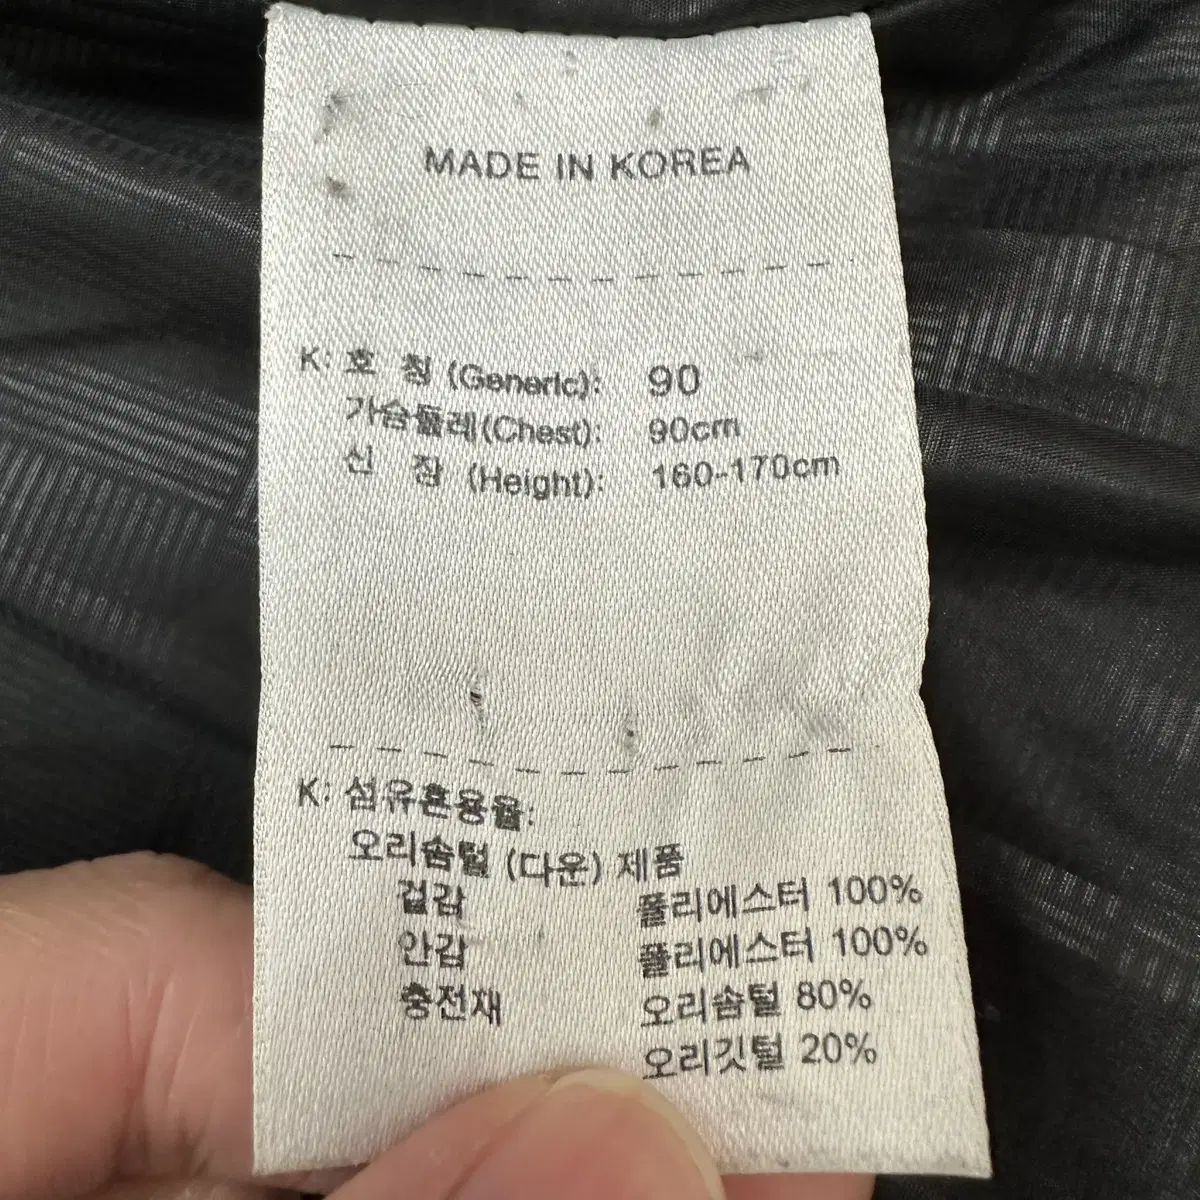 MADE IN KOREA
K: 호 칭 (Generic): 90
가슴둘레(Chest): 90cm
신 장 (Height): 160-170cm
K: 섬유혼용율:
오리솜털 (다운) 제품
겉감 폴리에스터 100%
안감 폴리에스터 100%
충전재 오리솜털 80%
오리깃털 20%